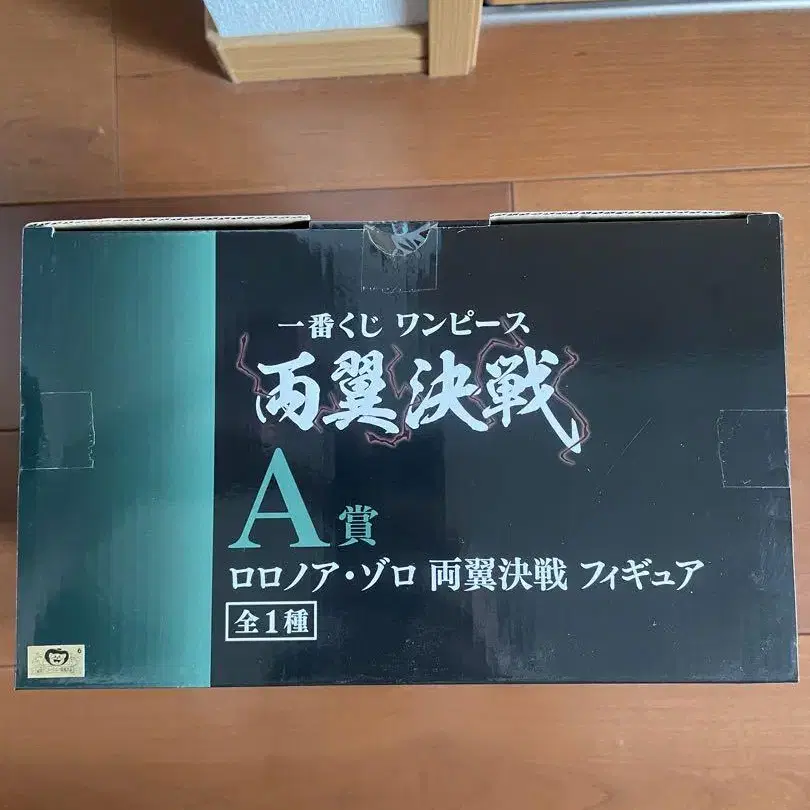 一番くじ ワンピース
両翼決戦
A賞
ロロノア・ゾロ 両翼決戦 フィギュア
全1種
6